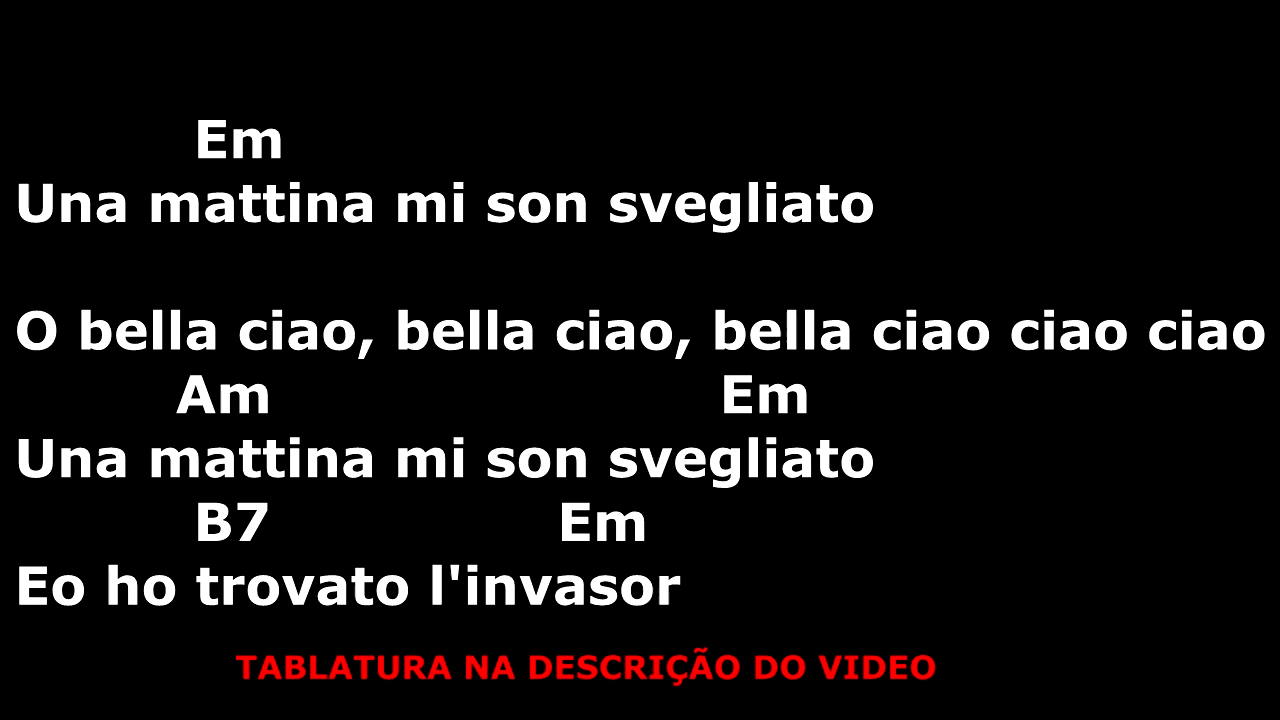 Em
Una mattina mi son svegliato
O bella ciao, bella ciao, bella ciao ciao ciao
Am Em
Una mattina mi son svegliato
B7 Em
Eo ho trovato l'invasor
TABLATURA NA DESCRIÇÃO DO VIDEO